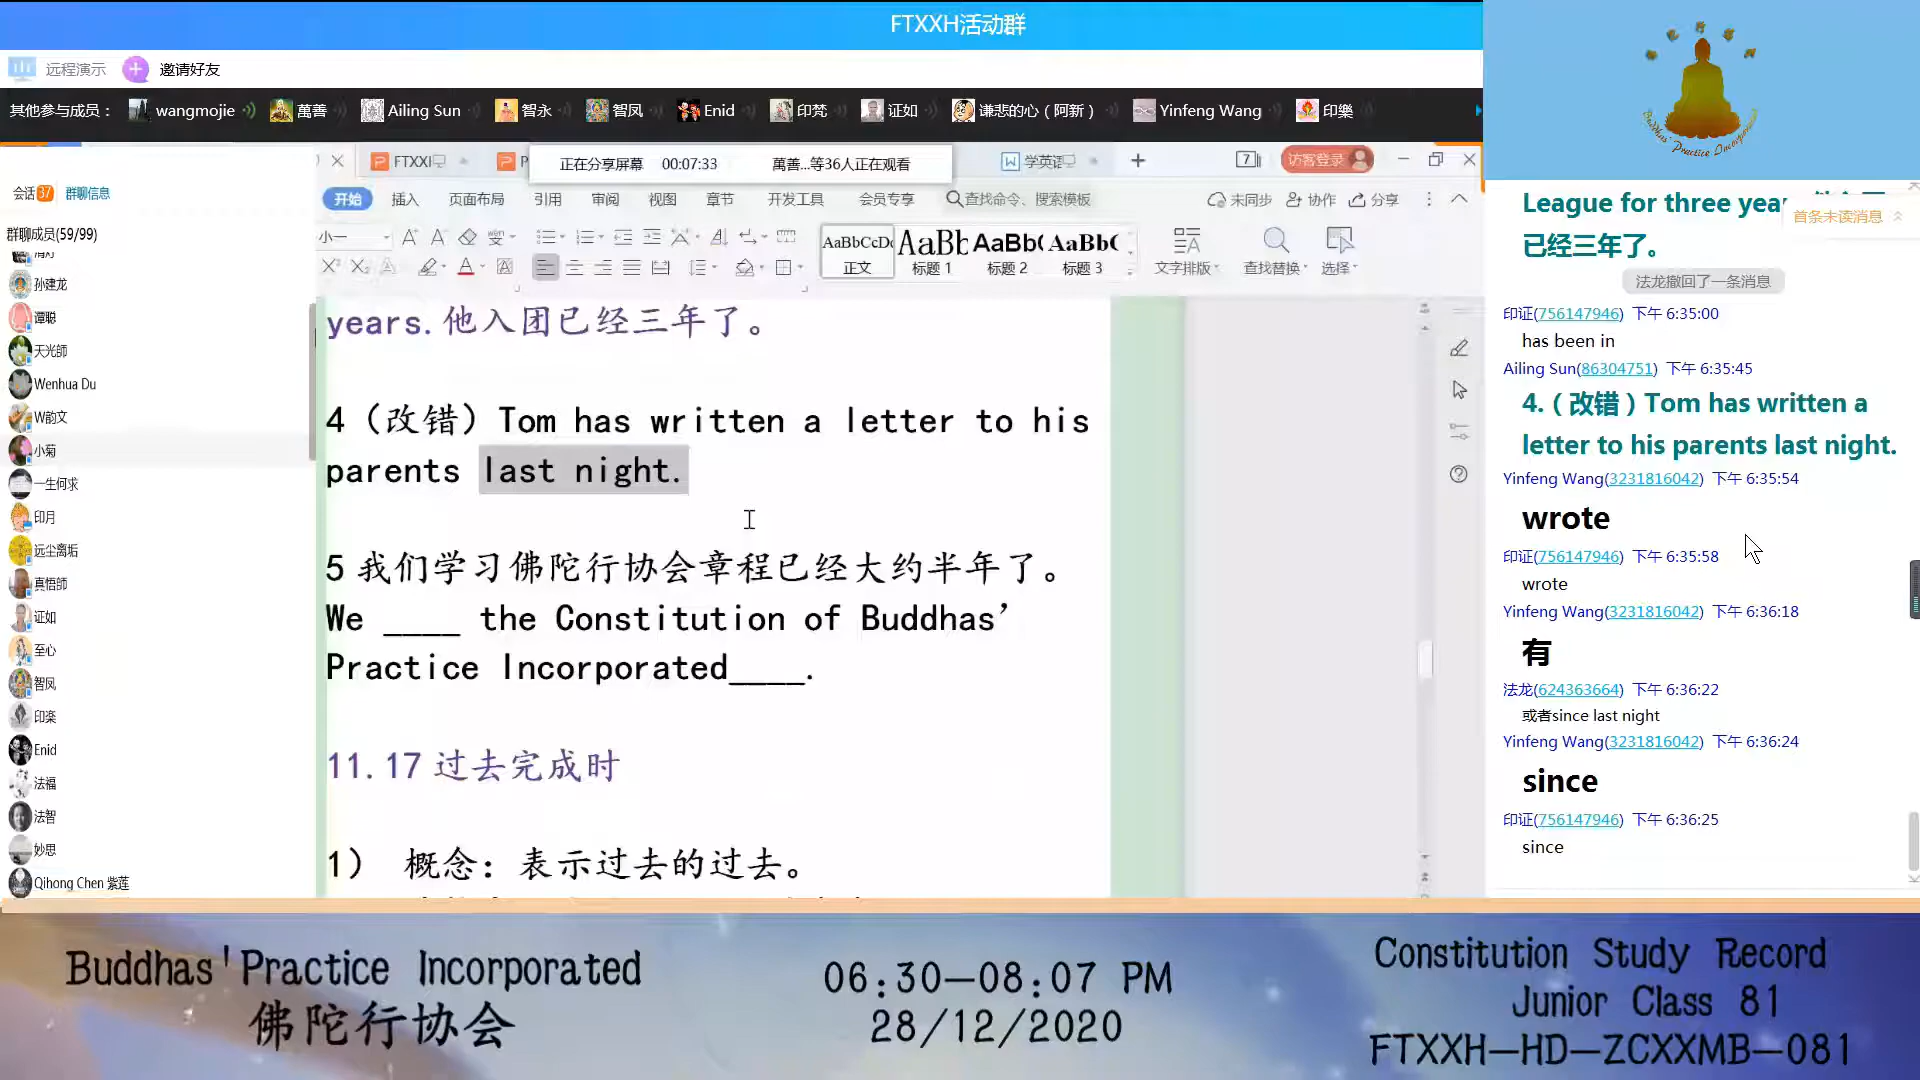 FTXXH活动群
远程演示
邀请好友
其他参与成员：
wangmojie
萬善
Ailing Sun
智永
智凤
Enid
印梵
证如
谦悲的心（阿新）
Yinfeng Wang
印樂
会话 37
群聊信息
群聊成员(59/99)
孙建龙
谭聪
天光師
Wenhua Du
W韵文
小菊
一生何求
印月
远尘离垢
真悟師
证如
至心
智凤
印楽
Enid
法福
法智
妙思
Qihong Chen 紫莲
FTXXI
正在分享屏幕 00:07:33 萬善...等36人正在观看
学英语
访客登录
开始 插入 页面布局 引用 审阅 视图 章节 开发工具 会员专享 查找命令、搜索模板 未同步 协作 分享
小一
AaBbCcDc 正文
AaBb 标题 1
AaBb( 标题 2
AaBb( 标题 3
文字排版 查找替换 选择
years.他入团已经三年了。
4（改错）Tom has written a letter to his
parents last night.
5 我们学习佛陀行协会章程已经大约半年了。
We ____ the Constitution of Buddhas’
Practice Incorporated____.
11.17 过去完成时
1） 概念：表示过去的过去。
Buddhas' Practice Incorporated
League for three year
首条未读消息
已经三年了。
法龙撤回了一条消息
印证(756147946) 下午 6:35:00
has been in
Ailing Sun(86304751) 下午 6:35:45
4.（改错）Tom has written a
letter to his parents last night.
Yinfeng Wang(3231816042) 下午 6:35:54
wrote
印证(756147946) 下午 6:35:58
wrote
Yinfeng Wang(3231816042) 下午 6:36:18
有
法龙(624363664) 下午 6:36:22
或者since last night
Yinfeng Wang(3231816042) 下午 6:36:24
since
印证(756147946) 下午 6:36:25
since
Buddhas'Practice Incorporated
佛陀行协会
06:30—08:07 PM
28/12/2020
Constitution Study Record
Junior Class 81
FTXXH—HD—ZCXXMB—081